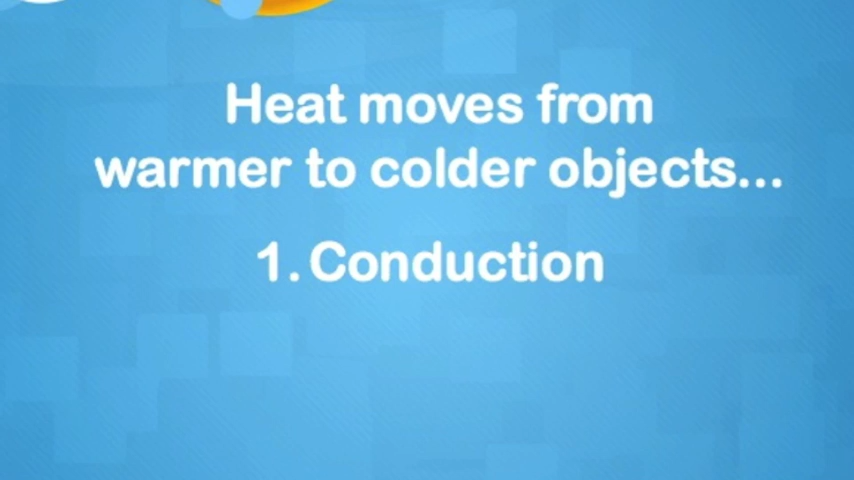 Heat moves from
warmer to colder objects...
1. Conduction